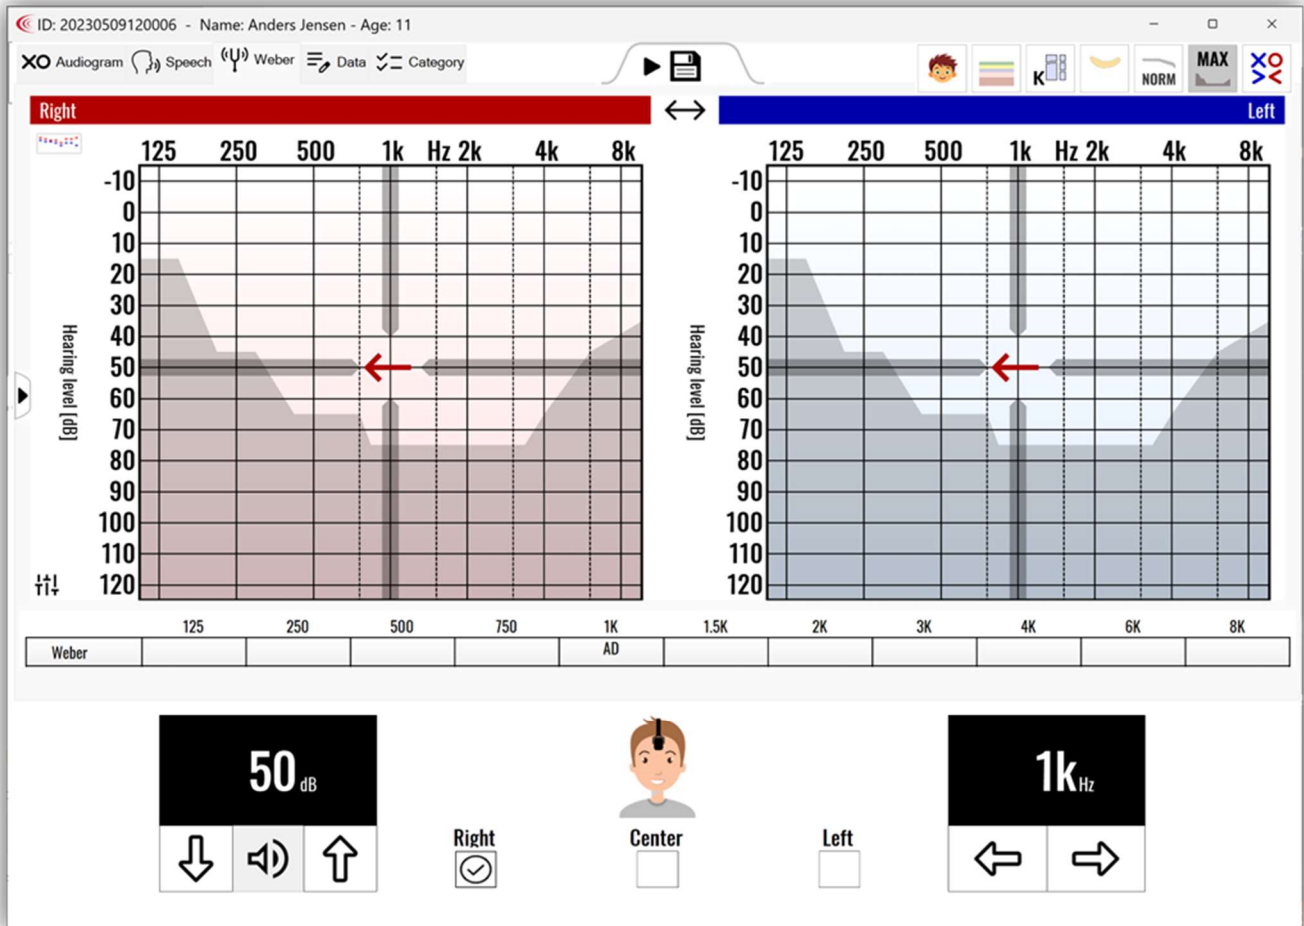 ID: 20230509120006 - Name: Anders Jensen - Age: 11
XO Audiogram Speech Weber Data Category
K NORM MAX XO ><
Right Left
125 250 500 1k Hz 2k 4k 8k 125 250 500 1k Hz 2k 4k 8k
-10 -10
0 0
10 10
20 20
30 30
40 40
50 50
60 60
70 70
80 80
90 90
100 100
110 110
120 120
Hearing level [dB] Hearing level [dB]
125 250 500 750 1K 1.5K 2K 3K 4K 6K 8K
Weber AD
50 dB 1k Hz
Right Center Left